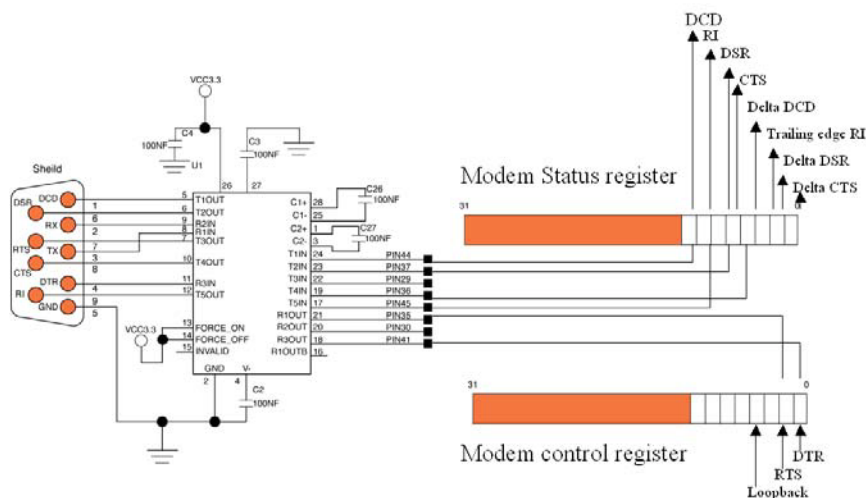 DCD
RI
DSR
CTS
Delta DCD
Trailing edge RI
Delta DSR
Delta CTS
Modem Status register
31
0
VCC3.3
C4
100NF
U1
C3
100NF
26
27
Sheild
DSR
DCD
RX
RTS
TX
CTS
DTR
RI
GND
1
6
2
7
3
8
4
9
5
5
6
9
8
7
10
11
12
13
14
15
T1OUT
T2OUT
R2IN
R1IN
T3OUT
T4OUT
R3IN
T5OUT
FORCE_ON
FORCE_OFF
INVALID
GND
V-
2
4
C1+
C1-
C2+
C2-
T1IN
T2IN
T3IN
T4IN
T5IN
R1OUT
R2OUT
R3OUT
R1OUTB
28
25
1
3
24
23
22
19
17
21
20
18
16
C26
100NF
C27
100NF
PIN44
PIN37
PIN29
PIN36
PIN45
PIN35
PIN30
PIN41
VCC3.3
C2
100NF
31
0
Modem control register
DTR
RTS
Loopback